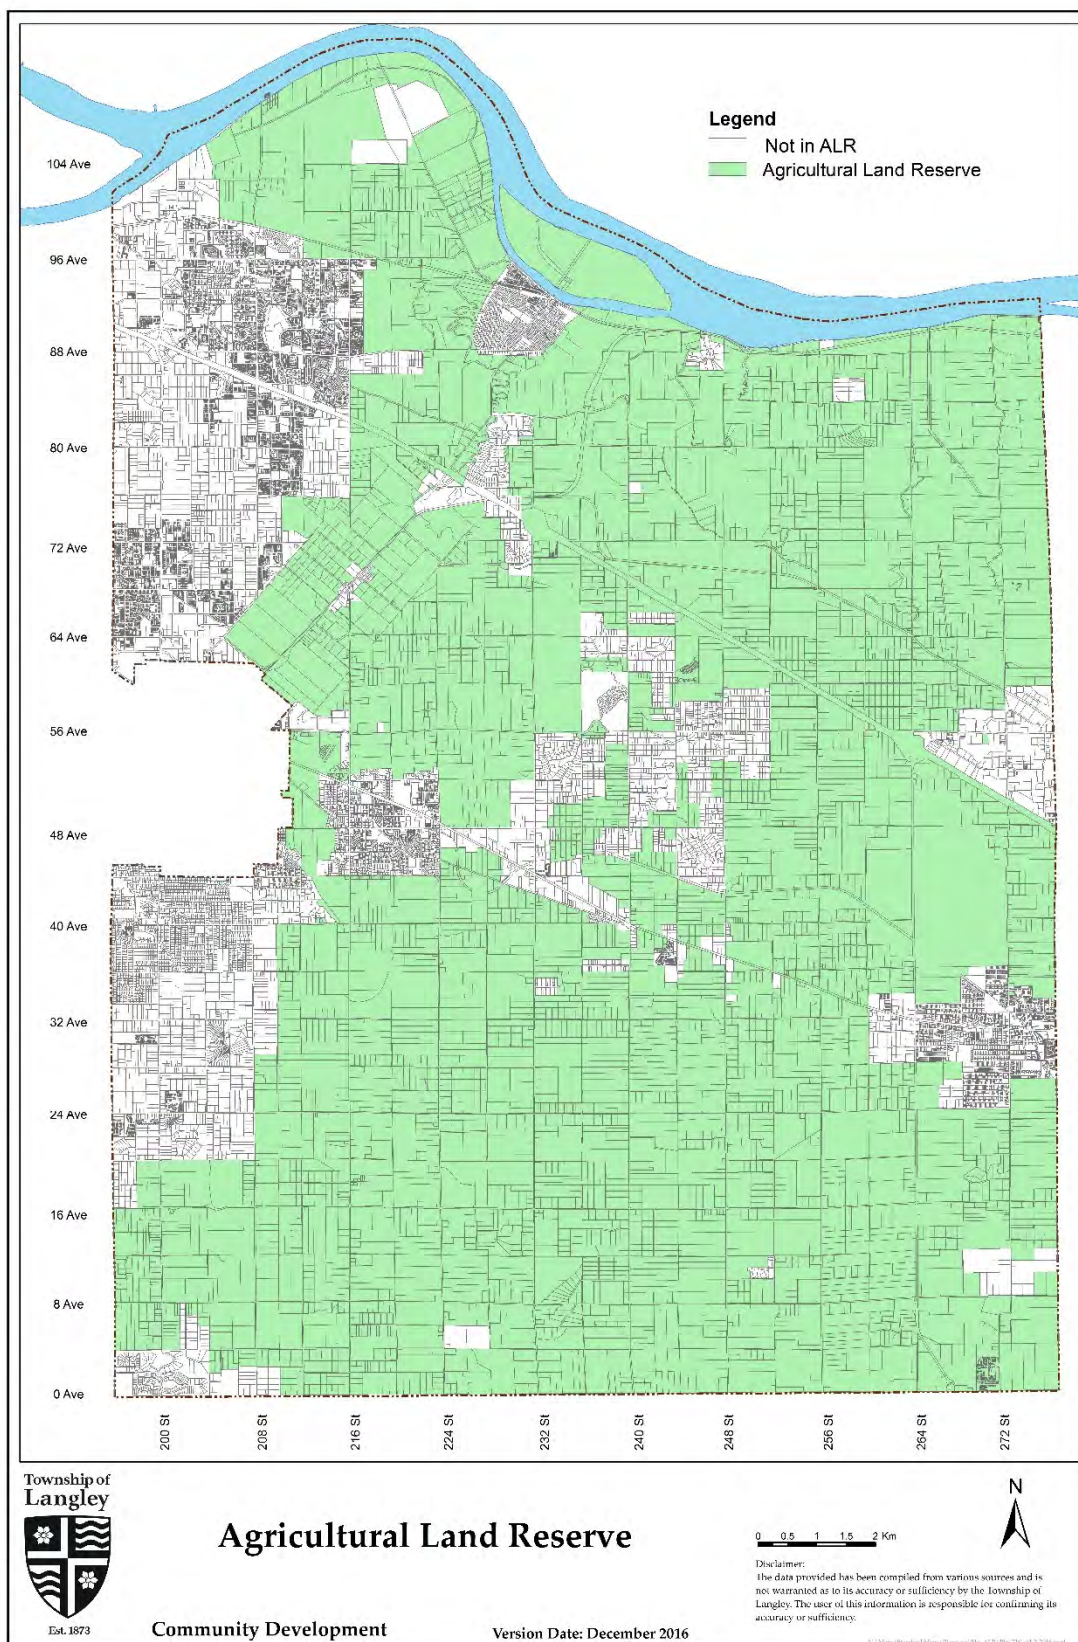 Legend
Not in ALR
Agricultural Land Reserve
104 Ave
96 Ave
88 Ave
80 Ave
72 Ave
64 Ave
56 Ave
48 Ave
40 Ave
32 Ave
24 Ave
16 Ave
8 Ave
0 Ave
200 St
208 St
216 St
224 St
232 St
240 St
248 St
256 St
264 St
272 St
Township of
Langley
Est. 1873
Agricultural Land Reserve
Community Development
Version Date: December 2016
0 0.5 1 1.5 2 Km
N
Disclaimer:
The data provided has been compiled from various sources and is
not warranted as to its accuracy or sufficiency by the Township of
Langley. The user of this information is responsible for confirming its
accuracy or sufficiency.